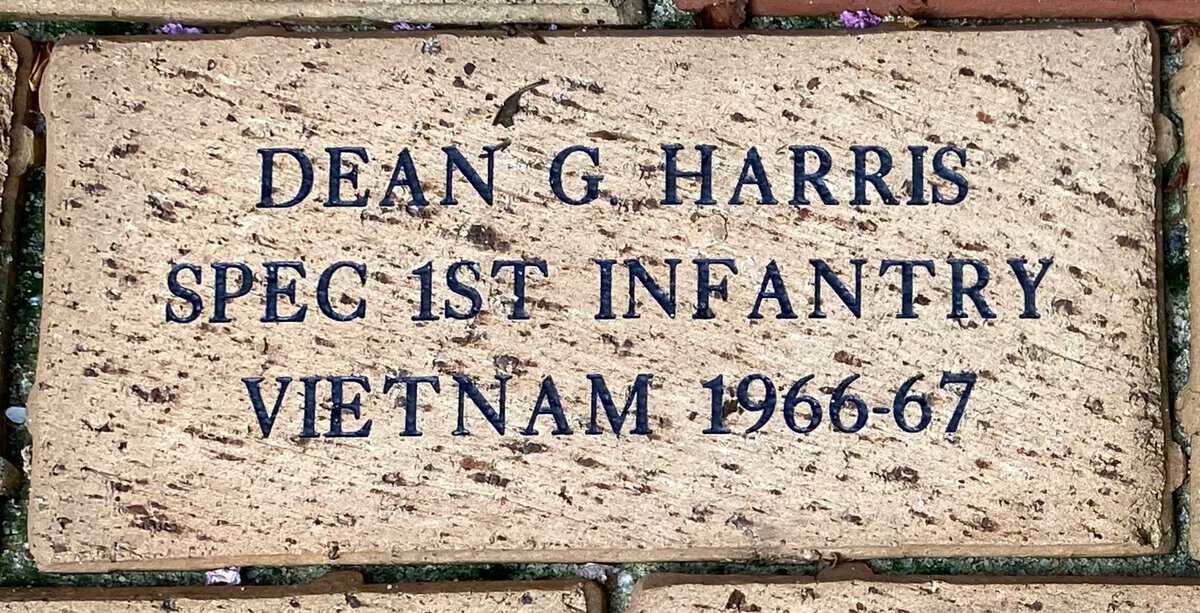 DEAN G. HARRIS
SPEC 1ST INFANTRY
VIETNAM 1966-67